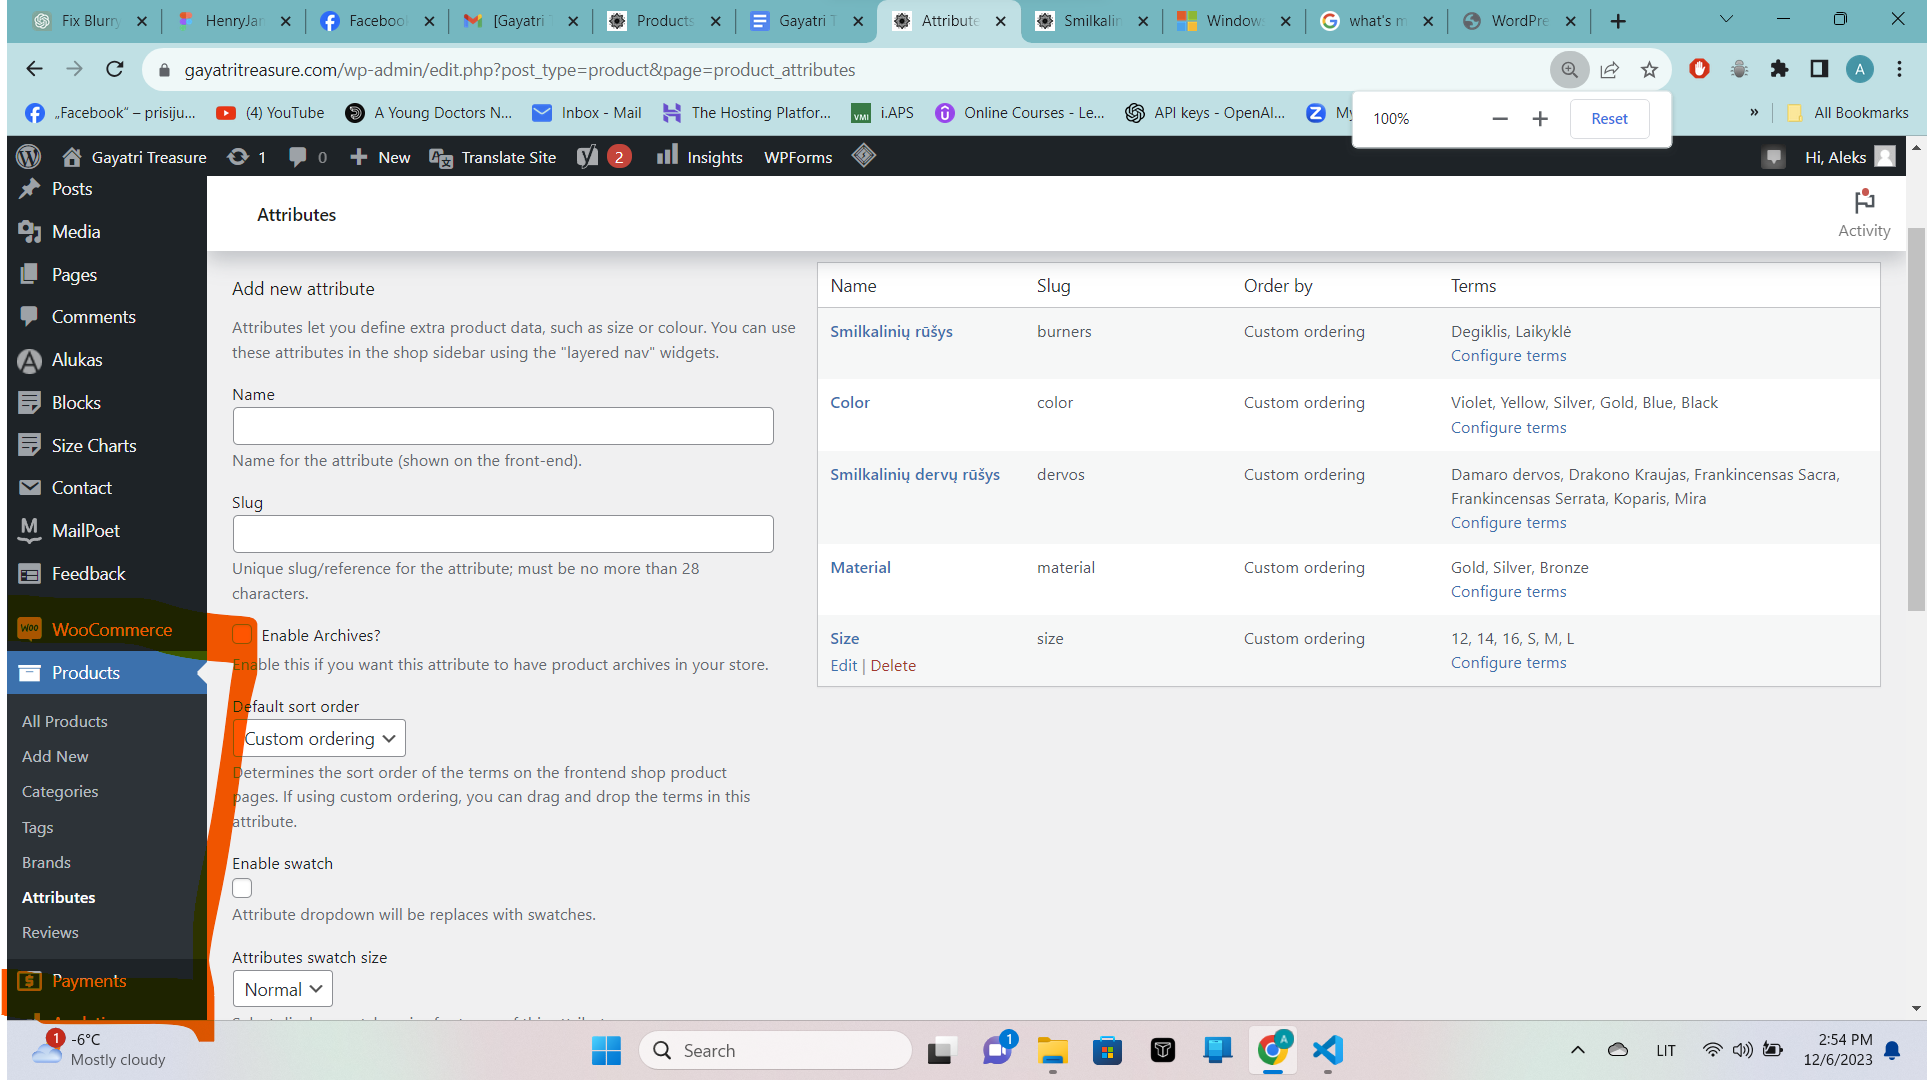 Fix Blurry
HenryJar
Facebook
[Gayatri T
Products
Gayatri T
Attribute
Smilkalin
Windows
what's m
WordPre
gayatritreasure.com/wp-admin/edit.php?post_type=product&page=product_attributes
A
„Facebook“ – prisiju...
(4) YouTube
A Young Doctors N...
Inbox - Mail
The Hosting Platfor...
i.APS
Online Courses - Le...
API keys - OpenAI...
My
»
All Bookmarks
100%
Reset
Gayatri Treasure
1
0
New
Translate Site
2
Insights
WPForms
Hi, Aleks
Posts
Media
Pages
Comments
Alukas
Blocks
Size Charts
Contact
MailPoet
Feedback
WooCommerce
Products
All Products
Add New
Categories
Tags
Brands
Attributes
Reviews
Payments
Attributes
Activity
Add new attribute
Attributes let you define extra product data, such as size or colour. You can use
these attributes in the shop sidebar using the "layered nav" widgets.
Name
Name for the attribute (shown on the front-end).
Slug
Unique slug/reference for the attribute; must be no more than 28
characters.
Enable Archives?
Enable this if you want this attribute to have product archives in your store.
Default sort order
Custom ordering
Determines the sort order of the terms on the frontend shop product
pages. If using custom ordering, you can drag and drop the terms in this
attribute.
Enable swatch
Attribute dropdown will be replaces with swatches.
Attributes swatch size
Normal
Name Slug Order by Terms
Smilkalinių rūšys burners Custom ordering Degiklis, Laikyklė
Configure terms
Color color Custom ordering Violet, Yellow, Silver, Gold, Blue, Black
Configure terms
Smilkalinių dervų rūšys dervos Custom ordering Damaro dervos, Drakono Kraujas, Frankincensas Sacra,
Frankincensas Serrata, Koparis, Mira
Configure terms
Material material Custom ordering Gold, Silver, Bronze
Configure terms
Size size Custom ordering 12, 14, 16, S, M, L
Edit | Delete Configure terms
1
-6°C
Mostly cloudy
Search
1
A
LIT
2:54 PM
12/6/2023